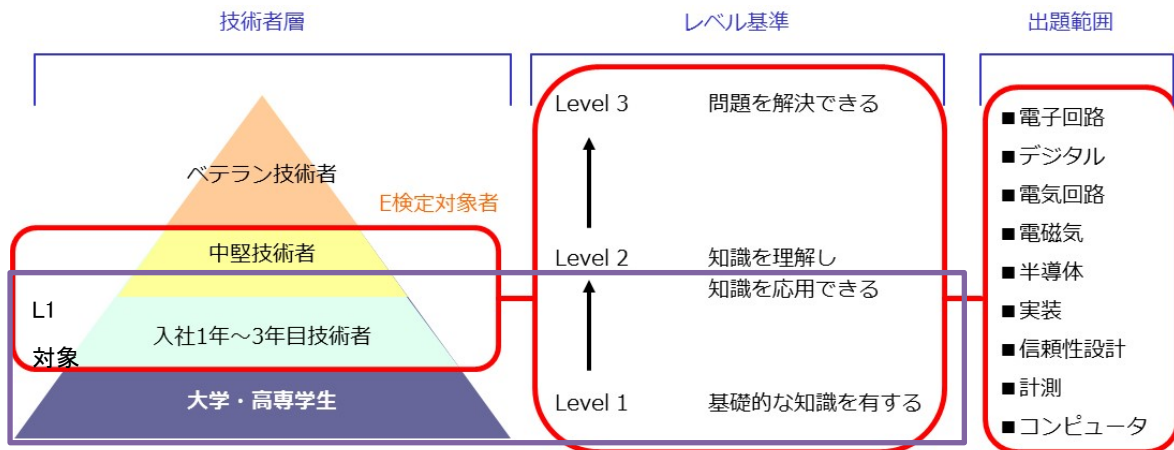 技術者層
レベル基準
出題範囲
ベテラン技術者
E検定対象者
中堅技術者
L1
対象
入社1年～3年目技術者
大学・高専学生
Level 3 問題を解決できる
Level 2 知識を理解し
知識を応用できる
Level 1 基礎的な知識を有する
■電子回路
■デジタル
■電気回路
■電磁気
■半導体
■実装
■信頼性設計
■計測
■コンピュータ